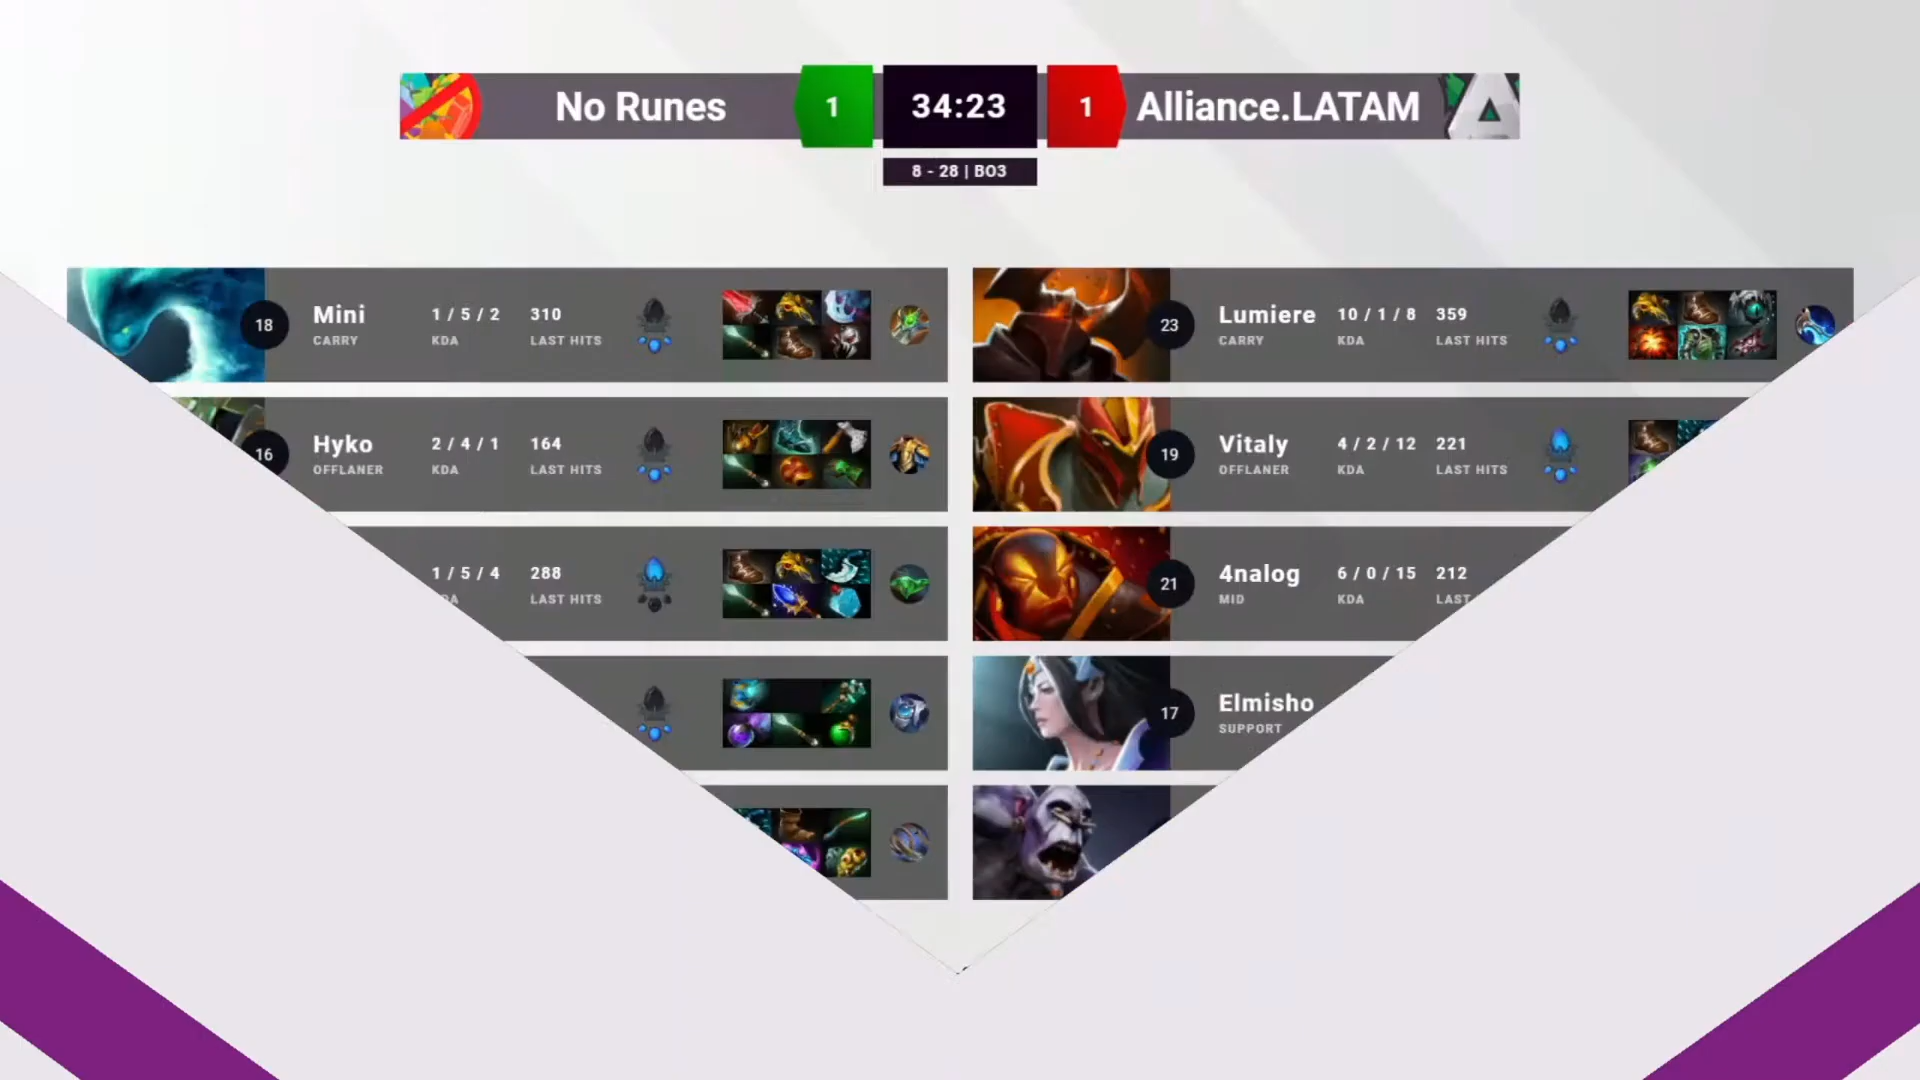 No Runes 1 34:23 1 Alliance.LATAM
8 - 28 | BO3
18 Mini 1 / 5 / 2 310
CARRY KDA LAST HITS
23 Lumiere 10 / 1 / 8 359
CARRY KDA LAST HITS
16 Hyko 2 / 4 / 1 164
OFFLANER KDA LAST HITS
19 Vitaly 4 / 2 / 12 221
OFFLANER KDA LAST HITS
1 / 5 / 4 288
LAST HITS
21 4nalog 6 / 0 / 15 212
MID KDA LAST
17 Elmisho
SUPPORT